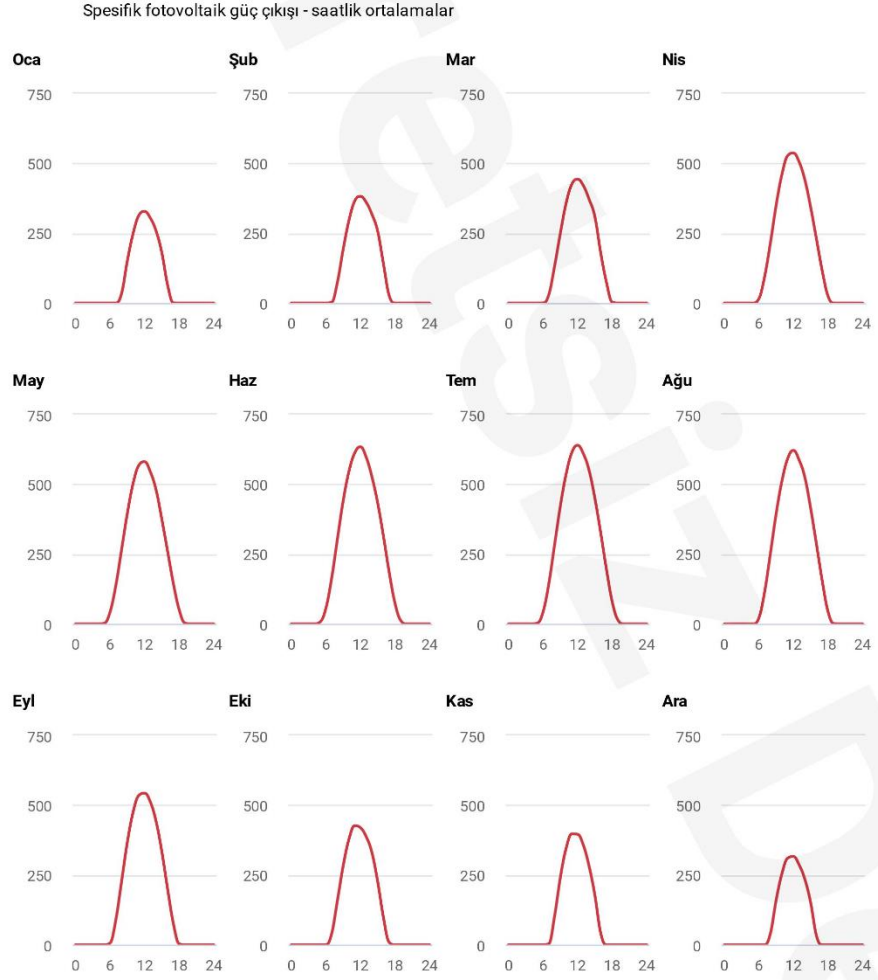 Spesifik fotovoltaik güç çıkışı - saatlik ortalamalar
Oca Şub Mar Nis
750 750 750 750
500 500 500 500
250 250 250 250
0 0 0 0
0 6 12 18 24 0 6 12 18 24 0 6 12 18 24 0 6 12 18 24
May Haz Tem Ağu
750 750 750 750
500 500 500 500
250 250 250 250
0 0 0 0
0 6 12 18 24 0 6 12 18 24 0 6 12 18 24 0 6 12 18 24
Eyl Eki Kas Ara
750 750 750 750
500 500 500 500
250 250 250 250
0 0 0 0
0 6 12 18 24 0 6 12 18 24 0 6 12 18 24 0 6 12 18 24